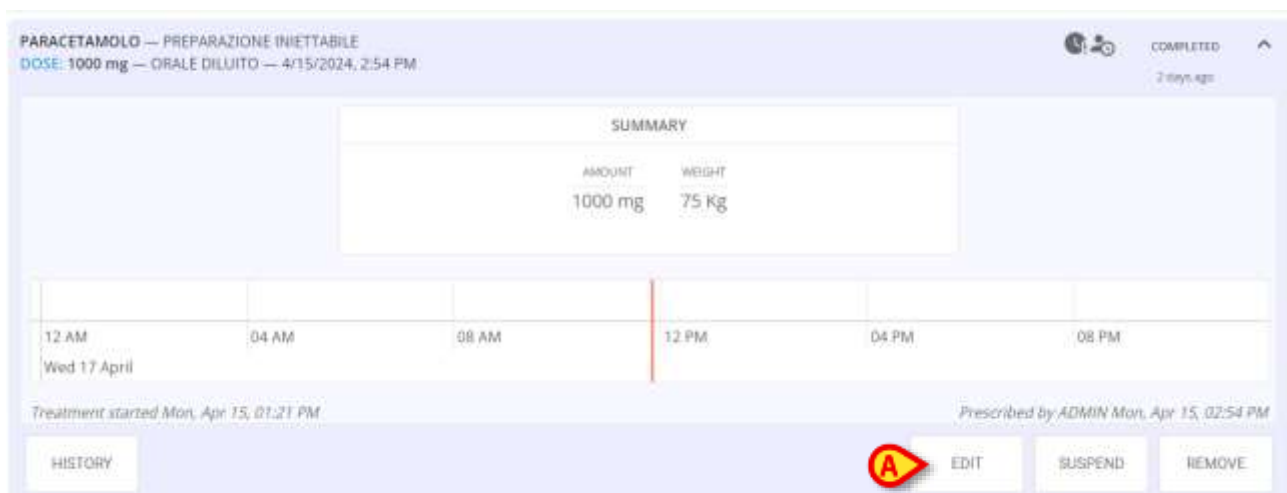 PARACETAMOLO — PREPARAZIONE INIETTABILE
DOSE: 1000 mg — ORALE DILUITO — 4/15/2024, 2:54 PM
COMPLETED
2 days ago
SUMMARY
AMOUNT WEIGHT
1000 mg 75 Kg
12 AM 04 AM 08 AM 12 PM 04 PM 08 PM
Wed 17 April
Treatment started Mon, Apr 15, 01:21 PM Prescribed by ADMIN Mon, Apr 15, 02:54 PM
HISTORY A EDIT SUSPEND REMOVE